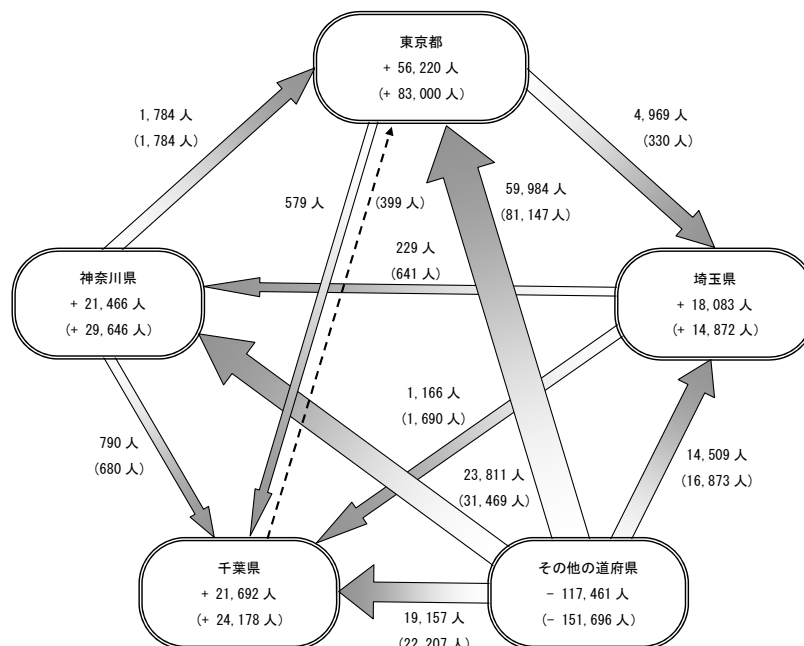 東京都
+ 56,220 人
(+ 83,000 人)
1,784 人
(1,784 人)
4,969 人
(330 人)
579 人
(399 人)
59,984 人
(81,147 人)
229 人
(641 人)
神奈川県
+ 21,466 人
(+ 29,646 人)
埼玉県
+ 18,083 人
(+ 14,872 人)
1,166 人
(1,690 人)
790 人
(680 人)
23,811 人
(31,469 人)
14,509 人
(16,873 人)
千葉県
+ 21,692 人
(+ 24,178 人)
その他の道府県
− 117,461 人
(− 151,696 人)
19,157 人
(22,207 人)